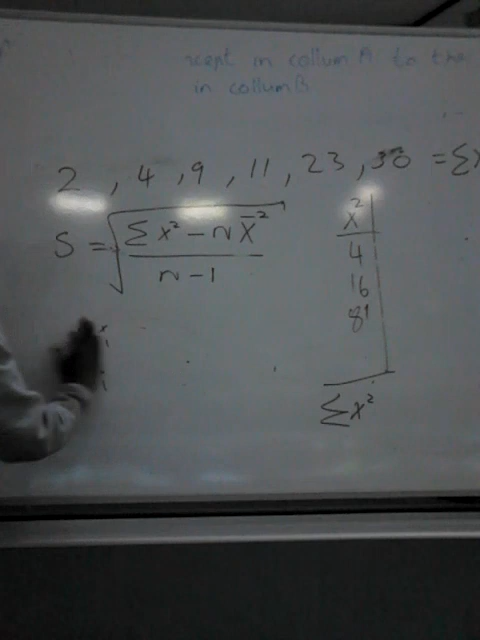 in collum A to the
in collum B
2 , 4 , 9 , 11 , 23 , 30 = Σx
S = √((Σx² - nx̄²) / (n - 1))
x²
4
16
81
Σx²